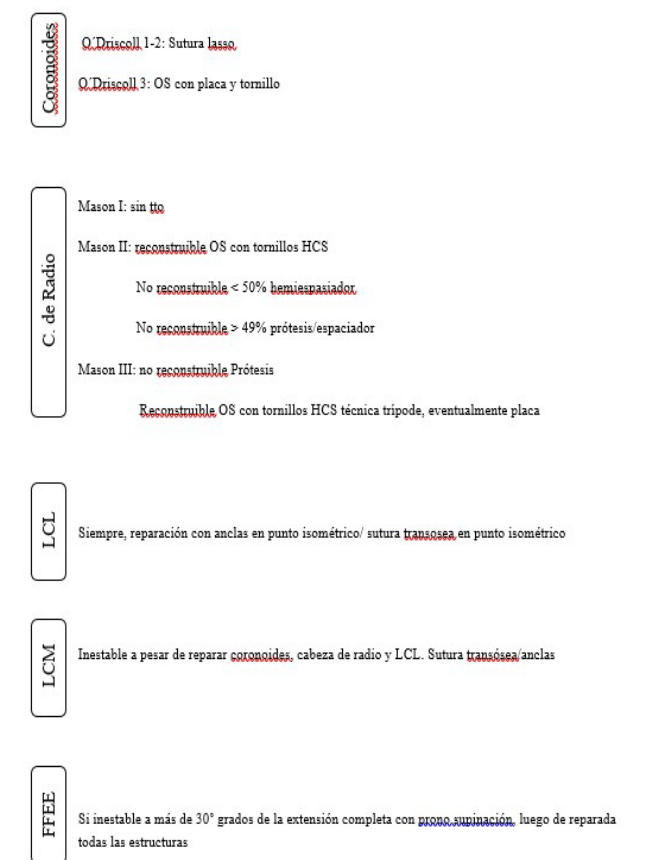 Coronoides
O´Driscoll 1-2: Sutura lasso
O´Driscoll 3: OS con placa y tornillo
C. de Radio
Mason I: sin tto
Mason II: reconstruible OS con tornillos HCS
No reconstruible < 50% hemiespasiador
No reconstruible > 49% prótesis/espaciador
Mason III: no reconstruible Prótesis
Reconstruible OS con tornillos HCS técnica trípode, eventualmente placa
LCL
Siempre, reparación con anclas en punto isométrico/ sutura transosea en punto isométrico
LCM
Inestable a pesar de reparar coronoides, cabeza de radio y LCL. Sutura transósea/anclas
FFEE
Si inestable a más de 30° grados de la extensión completa con prono supinación, luego de reparada
todas las estructuras